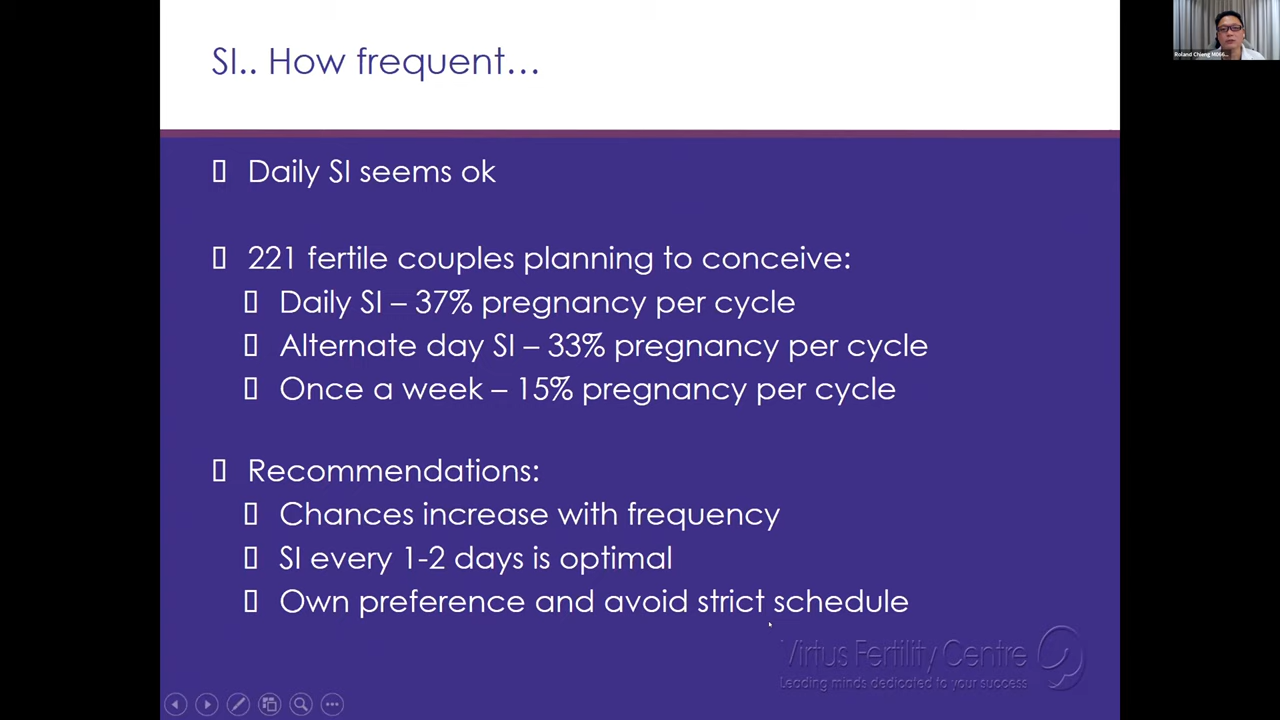 SI.. How frequent…
Daily SI seems ok
221 fertile couples planning to conceive:
Daily SI – 37% pregnancy per cycle
Alternate day SI – 33% pregnancy per cycle
Once a week – 15% pregnancy per cycle
Recommendations:
Chances increase with frequency
SI every 1-2 days is optimal
Own preference and avoid strict schedule
Virtus Fertility Centre
Leading minds dedicated to your success
Roland Chieng